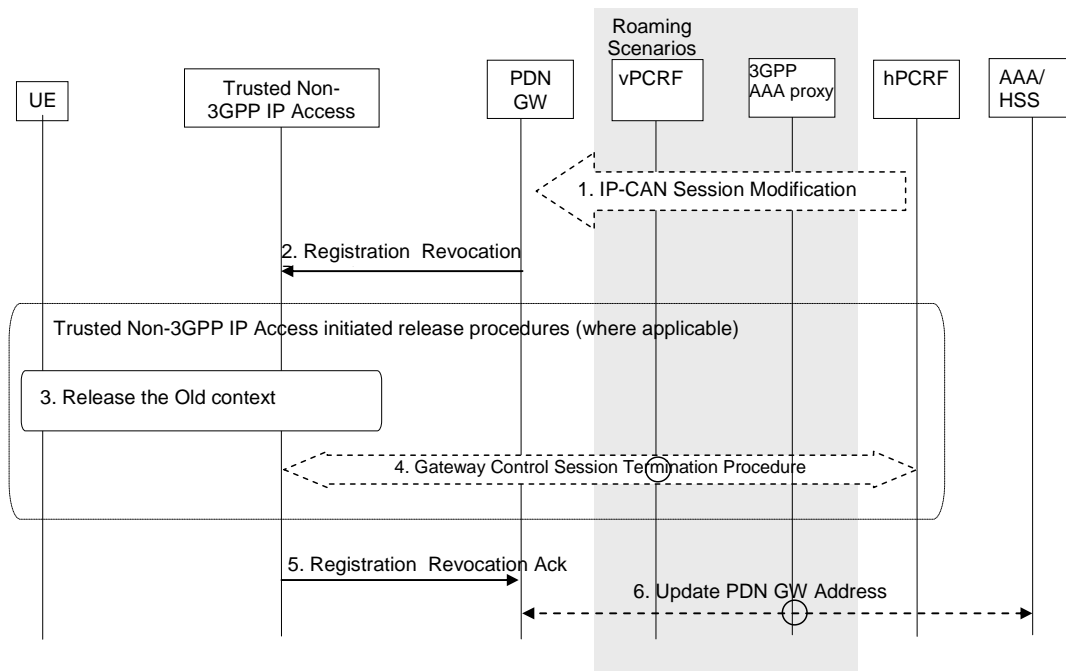 Roaming
Scenarios
UE
Trusted Non-
3GPP IP Access
PDN
GW
vPCRF
3GPP
AAA proxy
hPCRF
AAA/
HSS
1. IP-CAN Session Modification
2. Registration Revocation
Trusted Non-3GPP IP Access initiated release procedures (where applicable)
3. Release the Old context
4. Gateway Control Session Termination Procedure
5. Registration Revocation Ack
6. Update PDN GW Address